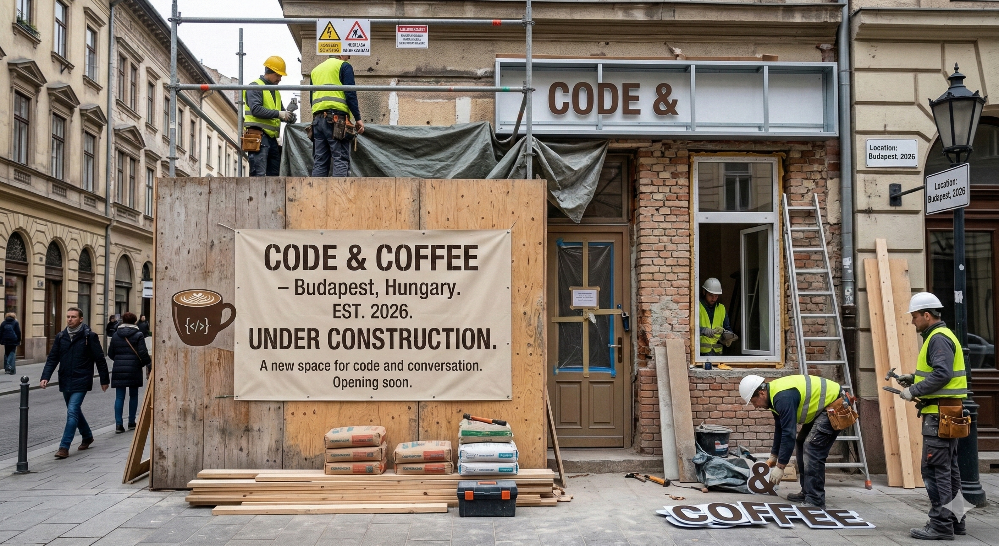 CODE &
Location:
Budapest, 2026
Location:
Budapest, 2026
CODE & COFFEE
– Budapest, Hungary.
EST. 2026.
UNDER CONSTRUCTION.
A new space for code and conversation.
Opening soon.
</>
&
COFFEE